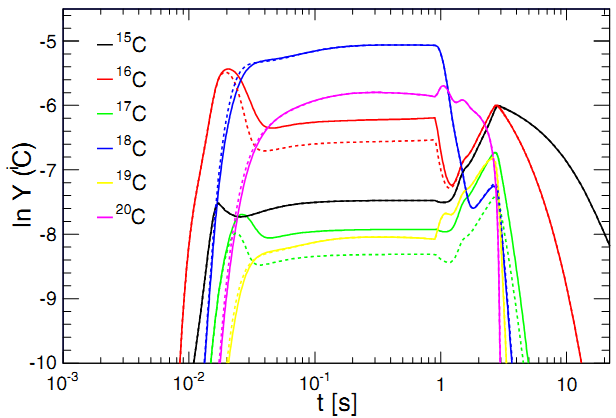 ln Y (ⁱC)
-5
-6
-7
-8
-9
-10
¹⁵C
¹⁶C
¹⁷C
¹⁸C
¹⁹C
²⁰C
10⁻³
10⁻²
10⁻¹
1
10
t [s]